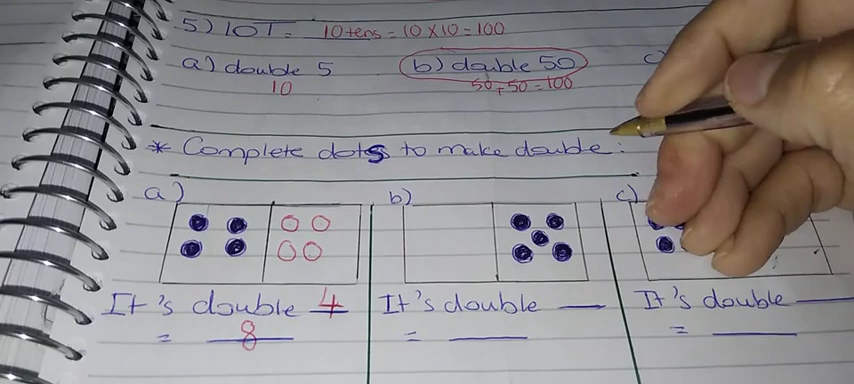 5) 10T = 10 tens = 10 × 10 = 100
a) double 5 b) double 50 c)
10 50 + 50 = 100
* Complete dots to make double :
a) b) c)
It's double 4 It's double It's double
= 8 = =